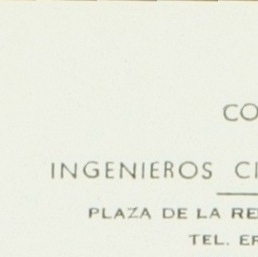 CO
INGENIEROS CI
PLAZA DE LA RE
TEL. ER